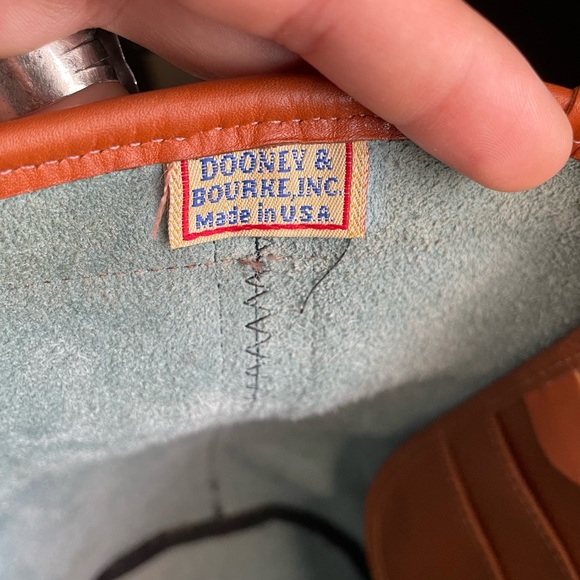 DOONEY &
BOURKE, INC.
Made in U.S.A.